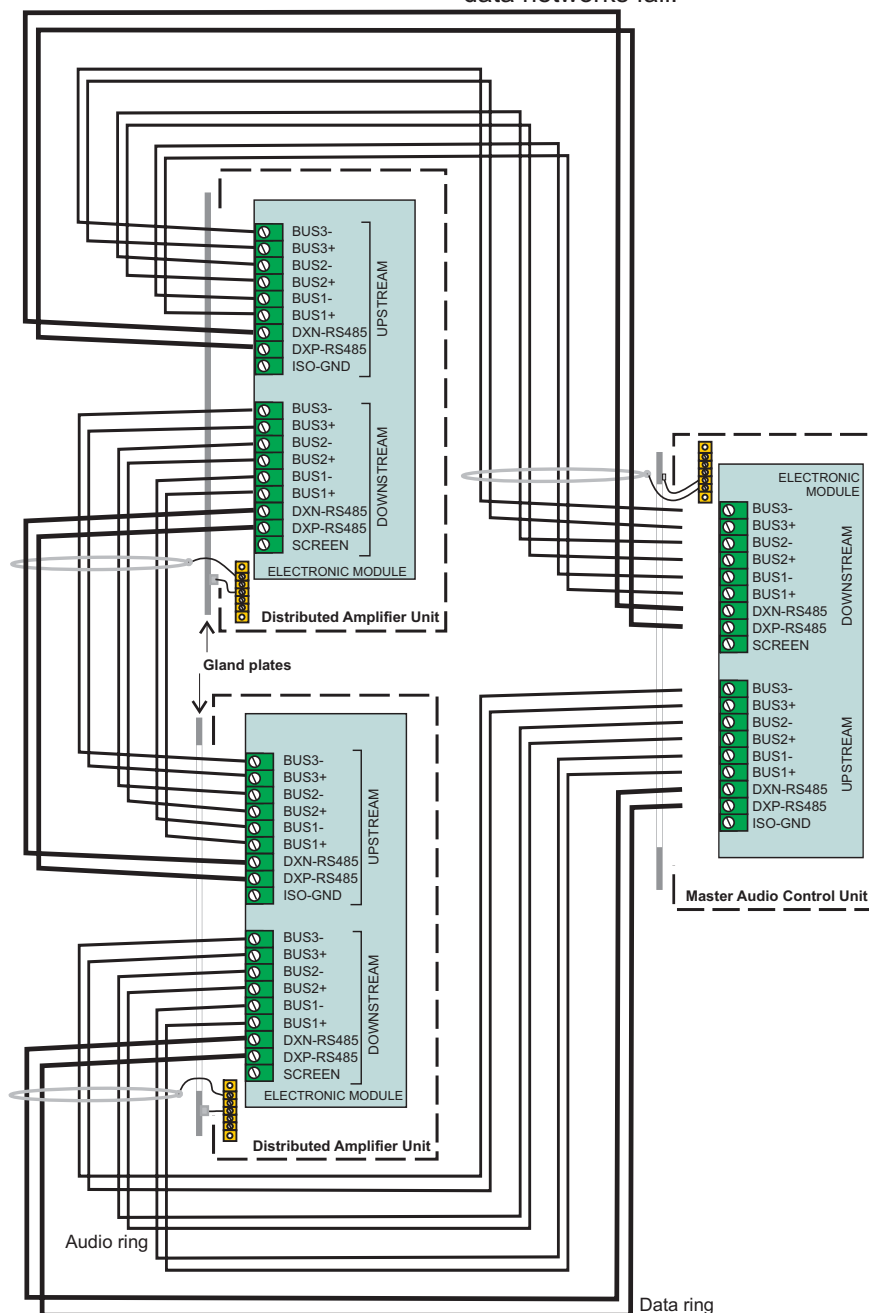 data networks fail.
BUS3-
BUS3+
BUS2-
BUS2+
BUS1-
BUS1+
DXN-RS485
DXP-RS485
ISO-GND
UPSTREAM
BUS3-
BUS3+
BUS2-
BUS2+
BUS1-
BUS1+
DXN-RS485
DXP-RS485
SCREEN
DOWNSTREAM
ELECTRONIC MODULE
Distributed Amplifier Unit
Gland plates
ELECTRONIC
MODULE
BUS3-
BUS3+
BUS2-
BUS2+
BUS1-
BUS1+
DXN-RS485
DXP-RS485
SCREEN
DOWNSTREAM
BUS3-
BUS3+
BUS2-
BUS2+
BUS1-
BUS1+
DXN-RS485
DXP-RS485
ISO-GND
UPSTREAM
Master Audio Control Unit
BUS3-
BUS3+
BUS2-
BUS2+
BUS1-
BUS1+
DXN-RS485
DXP-RS485
ISO-GND
UPSTREAM
BUS3-
BUS3+
BUS2-
BUS2+
BUS1-
BUS1+
DXN-RS485
DXP-RS485
SCREEN
DOWNSTREAM
ELECTRONIC MODULE
Distributed Amplifier Unit
Audio ring
Data ring